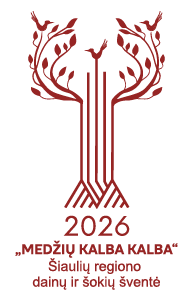 2026
„MEDŽIŲ KALBA KALBA“
Šiaulių regiono
dainų ir šokių šventė